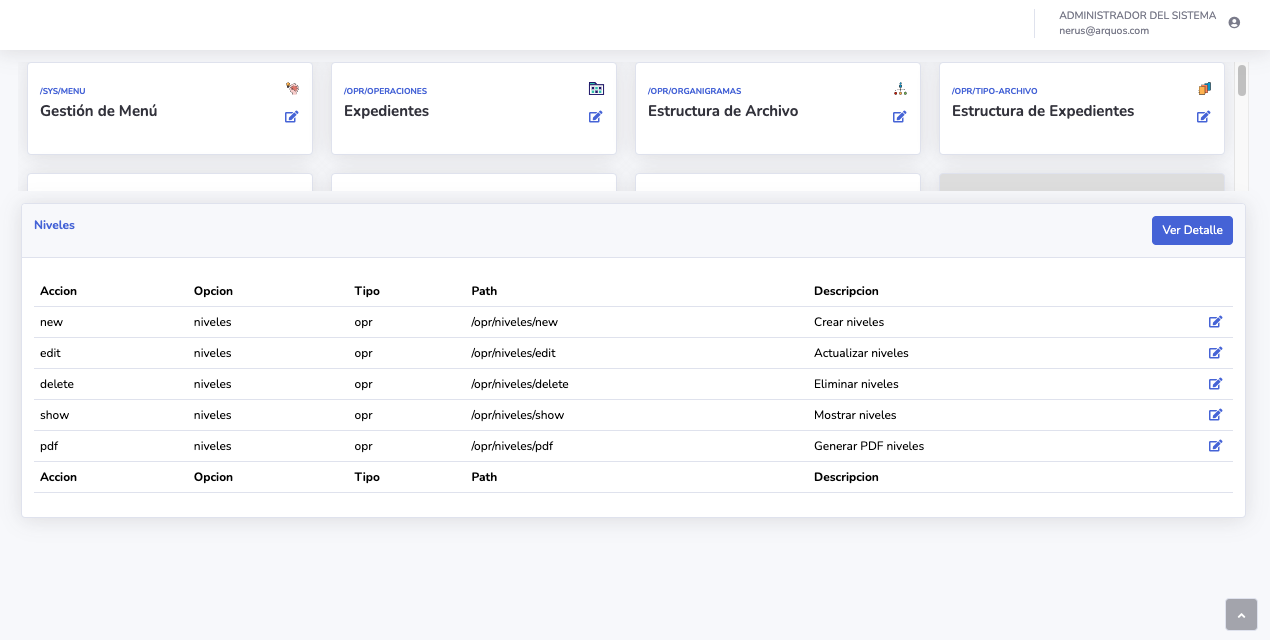 ADMINISTRADOR DEL SISTEMA
nerus@arquos.com
/SYS/MENU
Gestión de Menú
/OPR/OPERACIONES
Expedientes
/OPR/ORGANIGRAMAS
Estructura de Archivo
/OPR/TIPO-ARCHIVO
Estructura de Expedientes
Niveles
Ver Detalle
Accion Opcion Tipo Path Descripcion
new niveles opr /opr/niveles/new Crear niveles
edit niveles opr /opr/niveles/edit Actualizar niveles
delete niveles opr /opr/niveles/delete Eliminar niveles
show niveles opr /opr/niveles/show Mostrar niveles
pdf niveles opr /opr/niveles/pdf Generar PDF niveles
Accion Opcion Tipo Path Descripcion